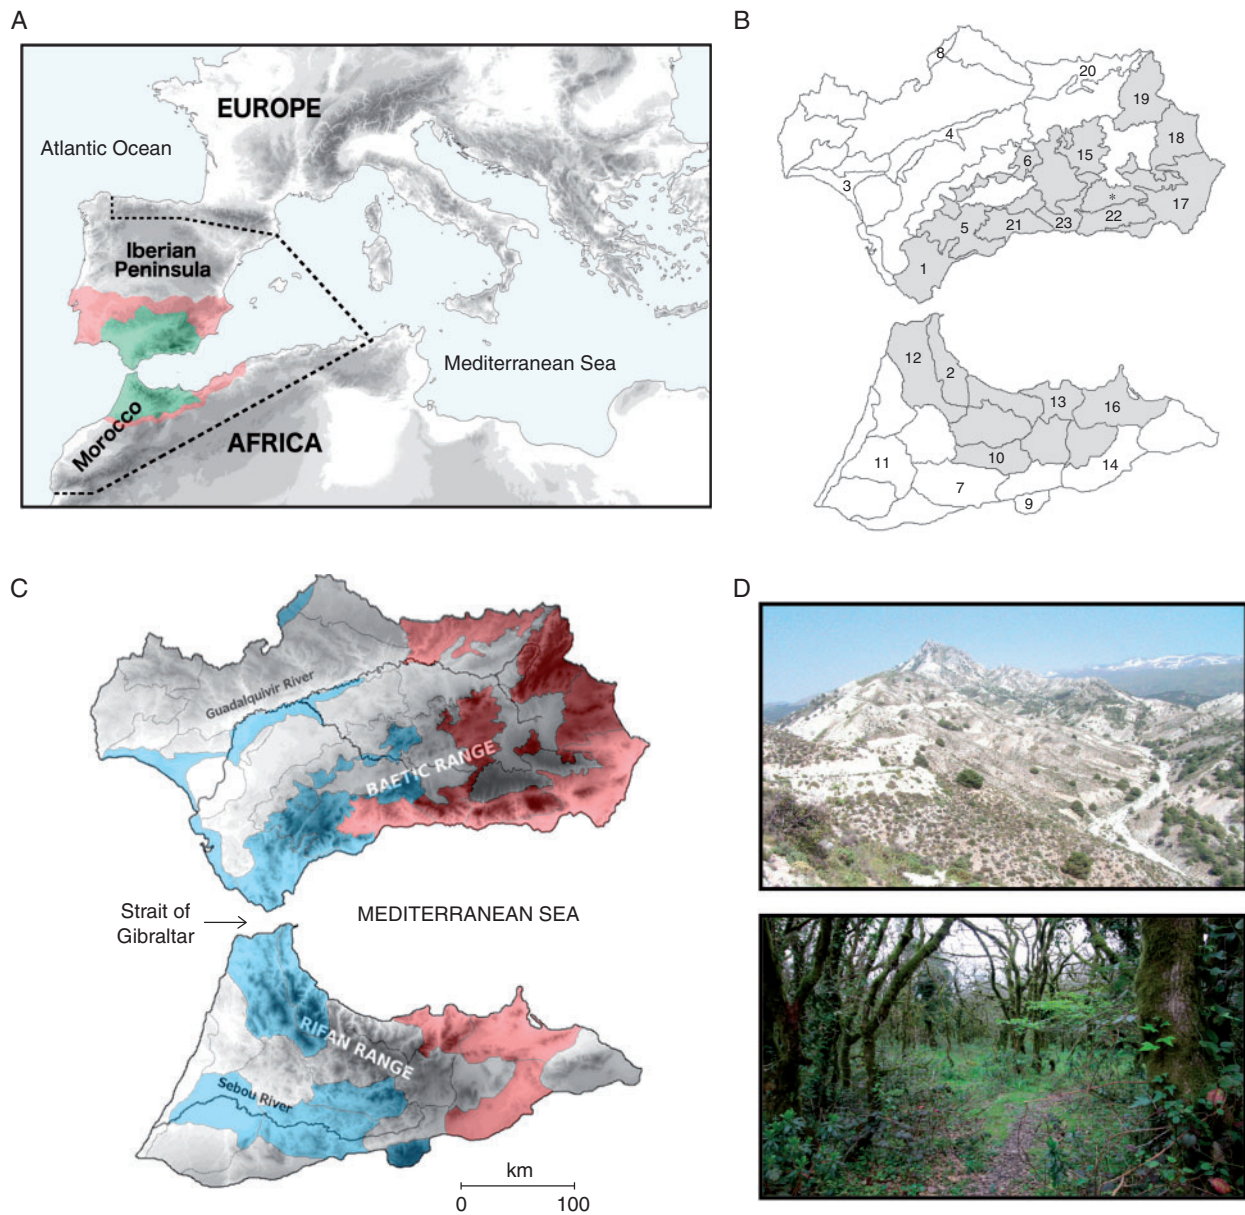 A
EUROPE
Atlantic Ocean
Iberian
Peninsula
Mediterranean Sea
Morocco
AFRICA
B
8
20
19
4
18
15
6
3
*
17
22
5
21
23
1
12
2
13
16
10
11
14
7
9
C
Guadalquivir River
BAETIC RANGE
Strait of
Gibraltar
MEDITERRANEAN SEA
RIFAN RANGE
Sebou River
km
0 100
D